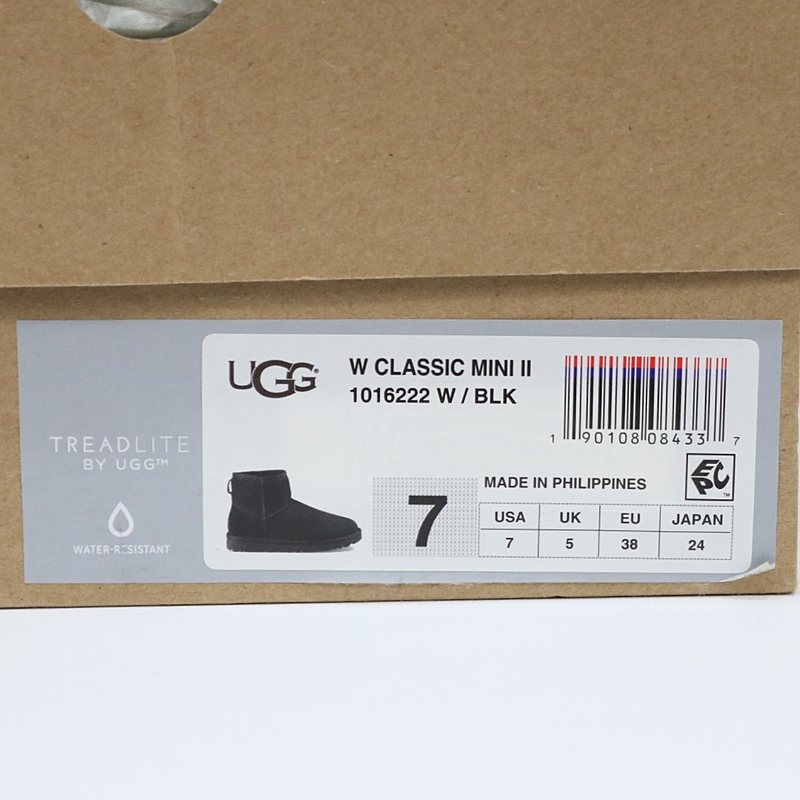 TREADLITE
BY UGG™
WATER-RESISTANT
UGG®
W CLASSIC MINI II
1016222 W / BLK
1 90108 08433 7
7
MADE IN PHILIPPINES
EPC™
USA UK EU JAPAN
7 5 38 24